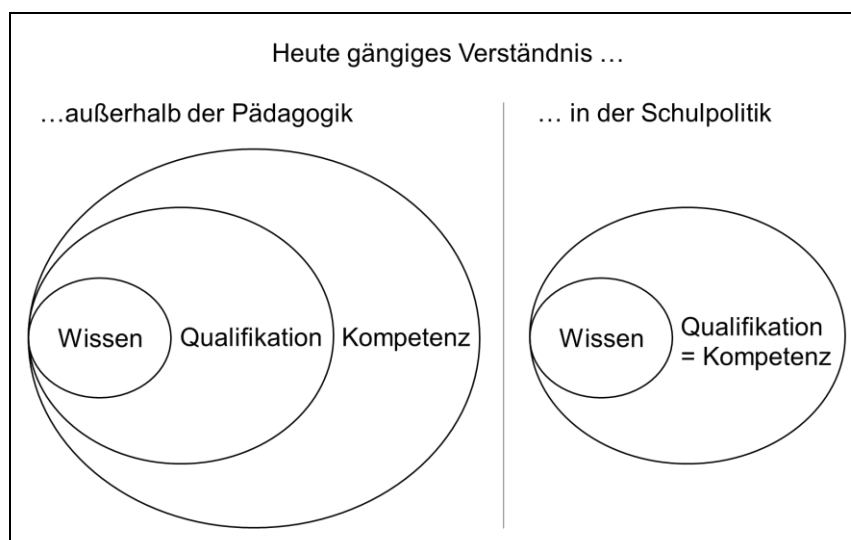 Heute gängiges Verständnis …
…außerhalb der Pädagogik
… in der Schulpolitik
Wissen
Qualifikation
Kompetenz
Wissen
Qualifikation
= Kompetenz